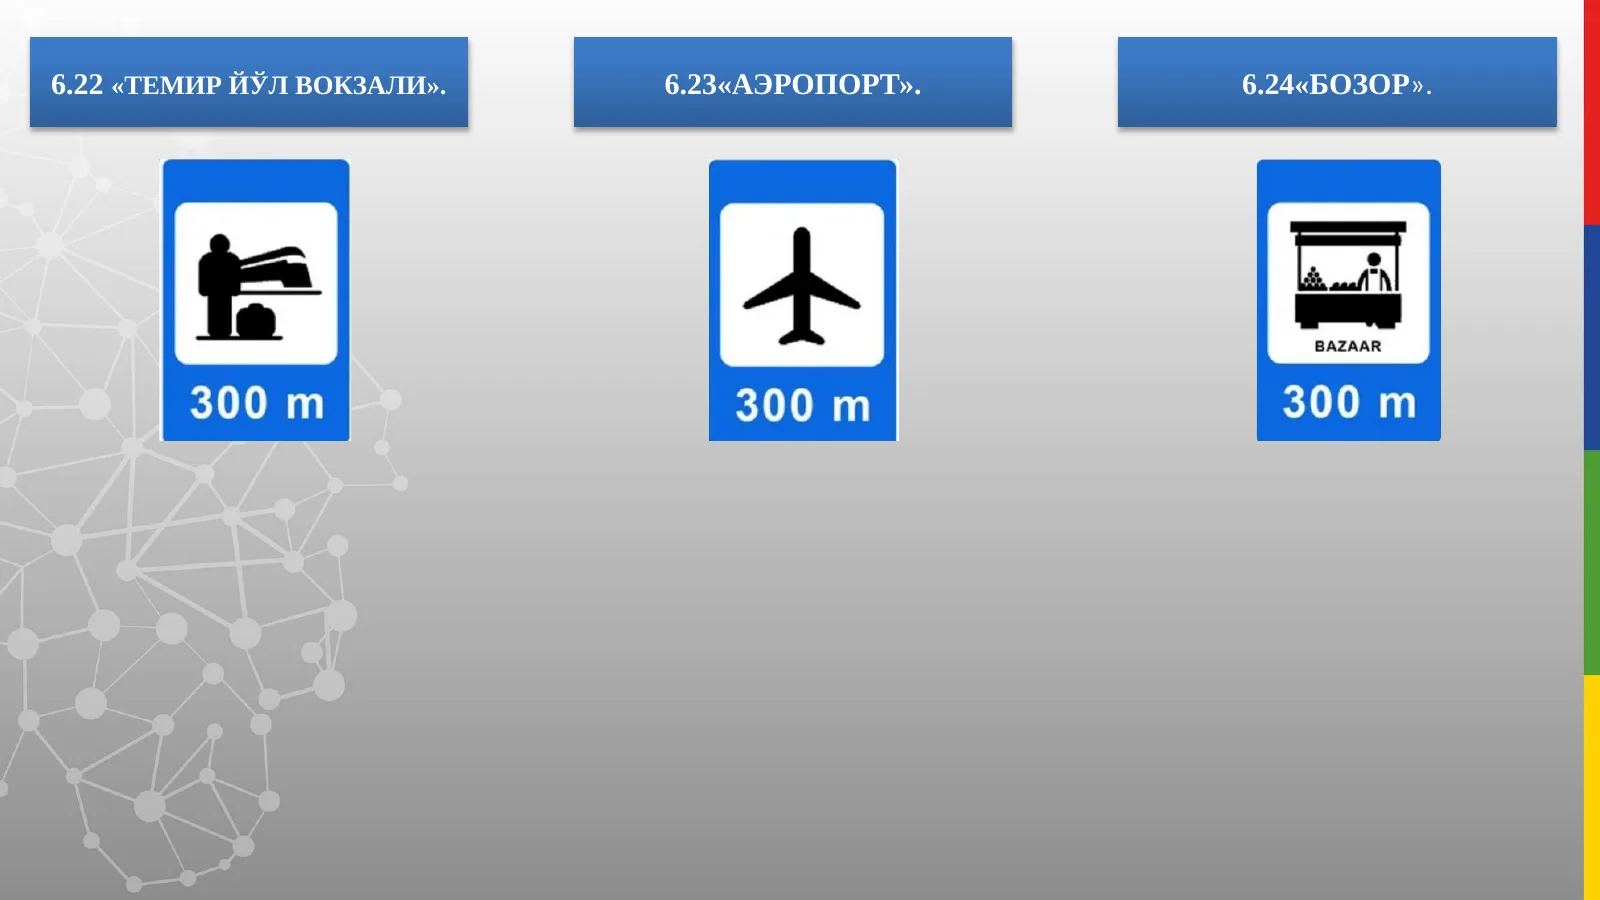 6.22 «ТЕМИР ЙЎЛ ВОКЗАЛИ».
6.23«АЭРОПОРТ».
6.24«БОЗОР».
300 m
300 m
BAZAAR
300 m